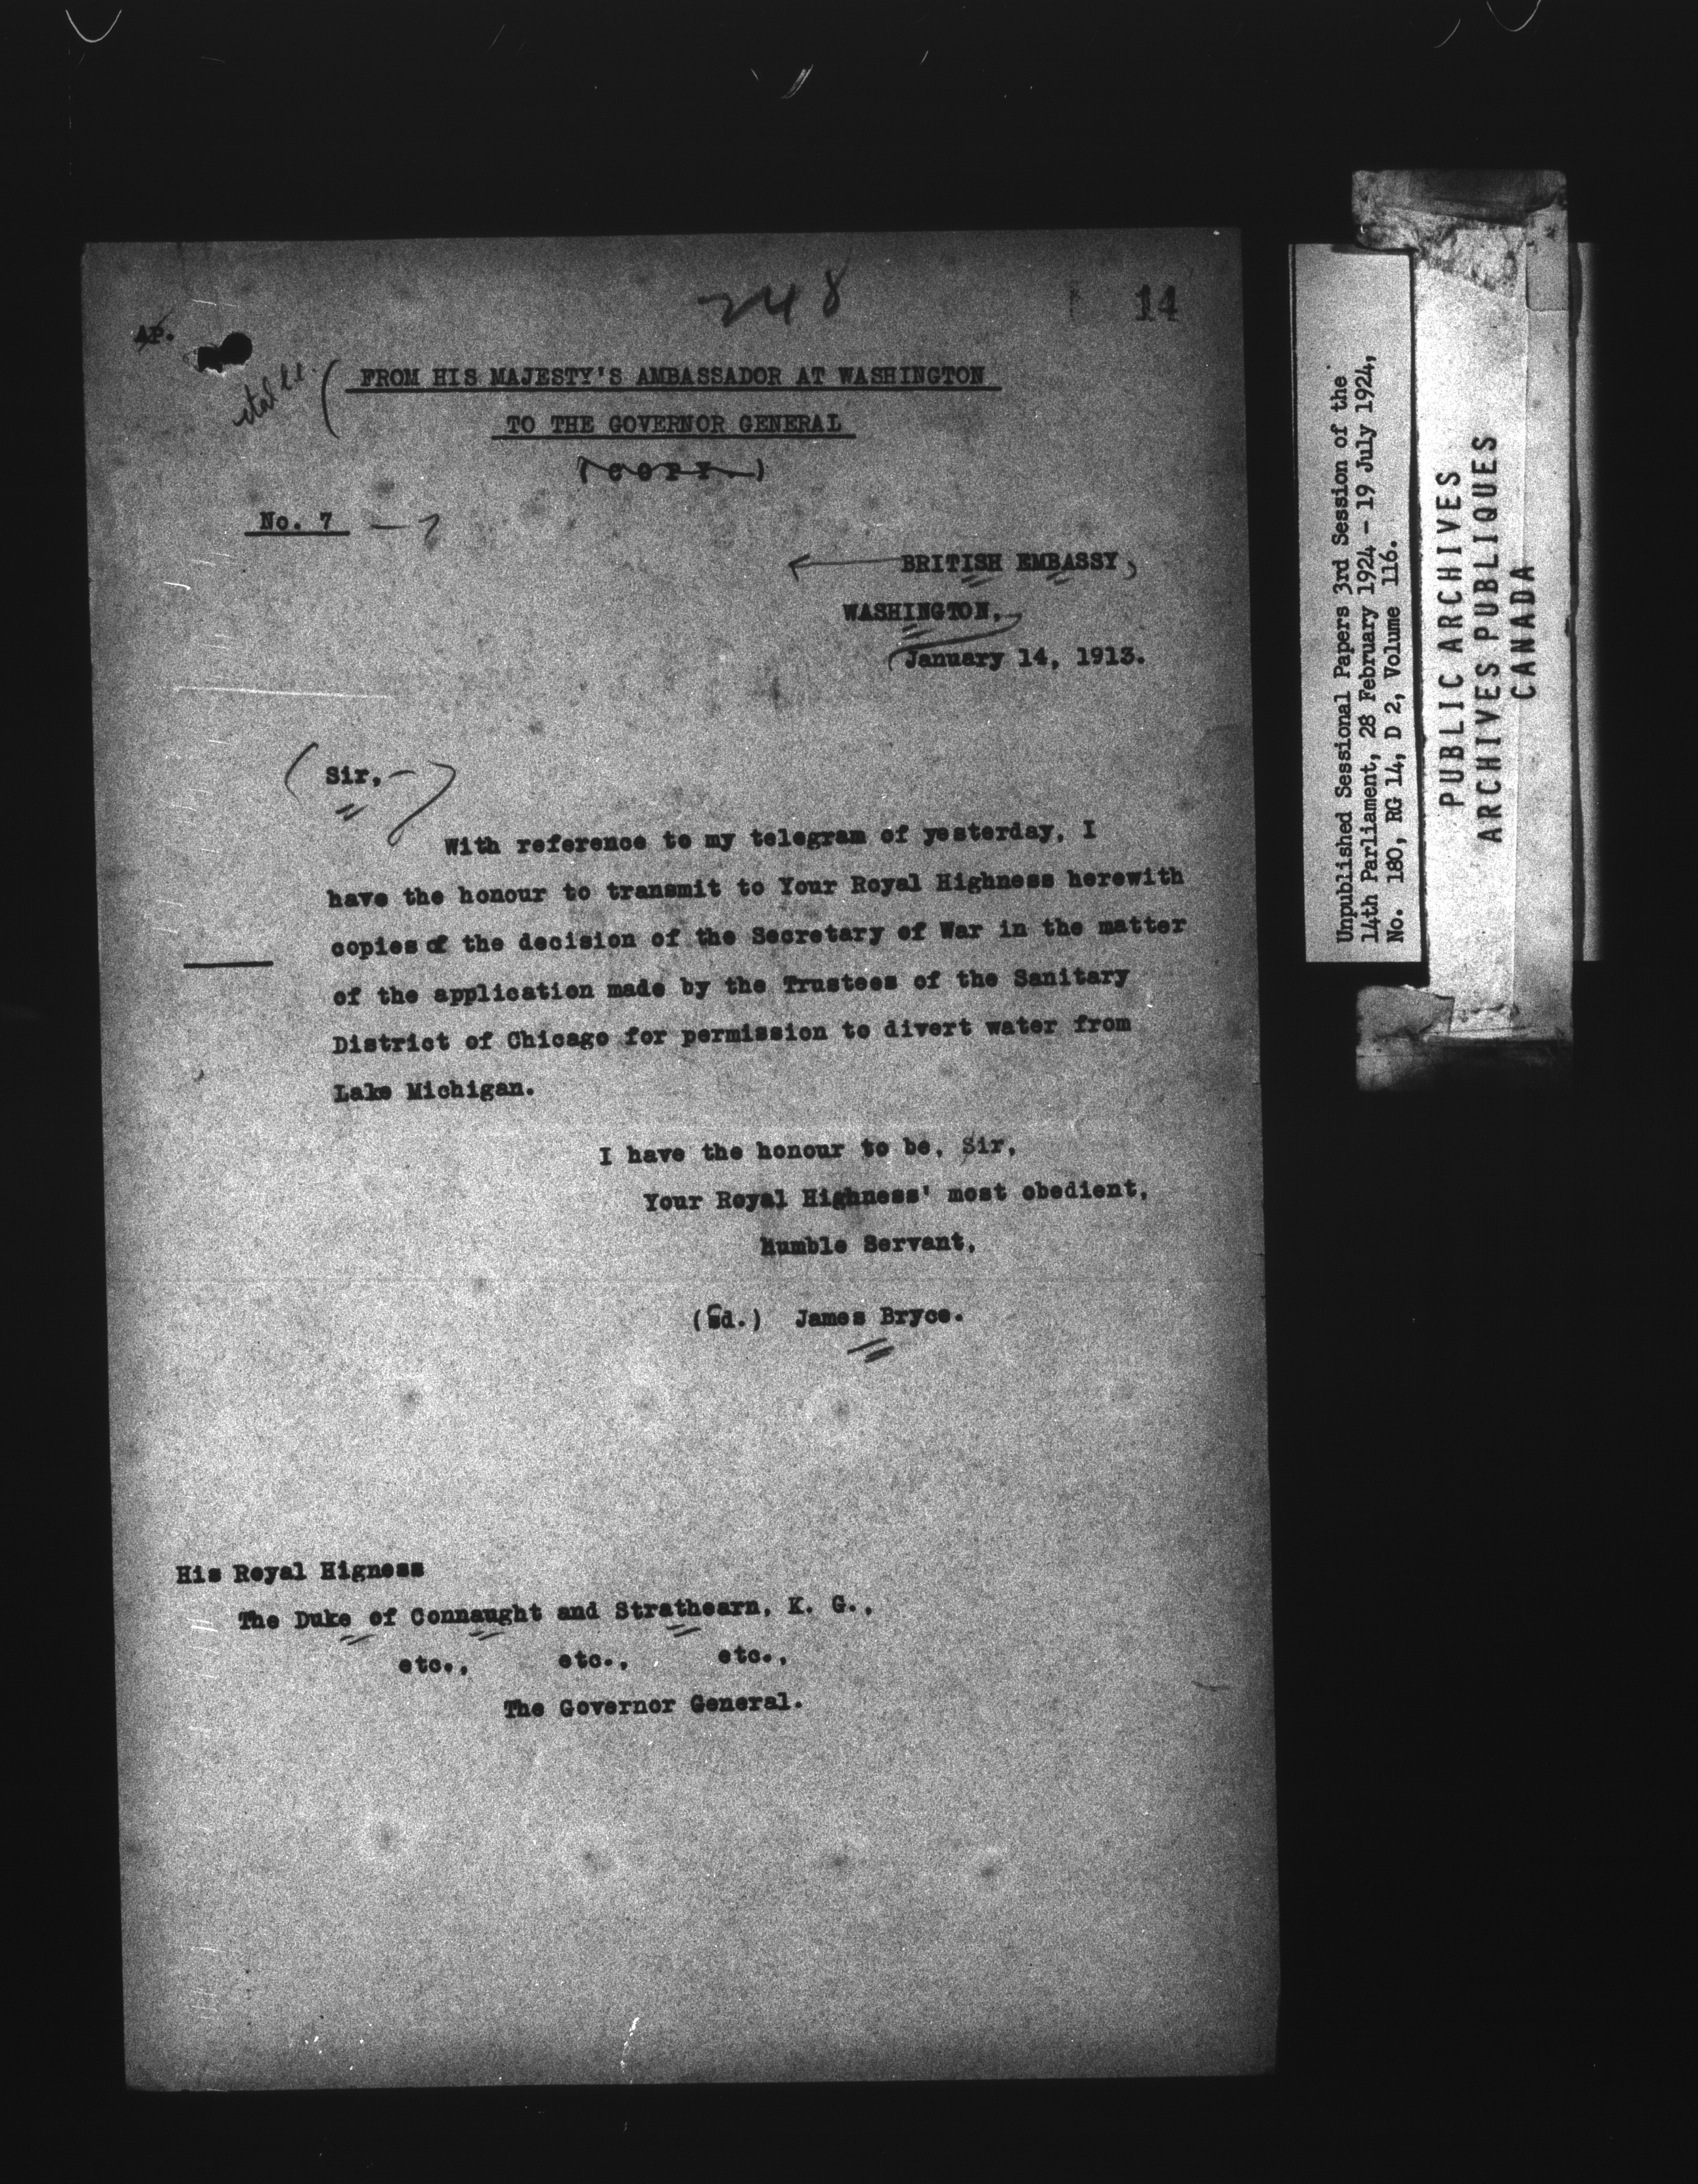 248
14
AP.
ital l.c.
FROM HIS MAJESTY'S AMBASSADOR AT WASHINGTON
TO THE GOVERNOR GENERAL
(COPY)
No. 7 — 7
BRITISH EMBASSY,
WASHINGTON,
January 14, 1913.
Sir,—
With reference to my telegram of yesterday, I
have the honour to transmit to Your Royal Highness herewith
copies of the decision of the Secretary of War in the matter
of the application made by the Trustees of the Sanitary
District of Chicago for permission to divert water from
Lake Michigan.
I have the honour to be, Sir,
Your Royal Highness' most obedient,
Humble Servant,
(Sd.) James Bryce.
His Royal Higness
The Duke of Connaught and Strathearn, K. G.,
etc., etc., etc.,
The Governor General.
Unpublished Sessional Papers 3rd Session of the
14th Parliament, 28 February 1924 - 19 July 1924,
No. 180, RG 14, D 2, Volume 116.
PUBLIC ARCHIVES
ARCHIVES PUBLIQUES
CANADA